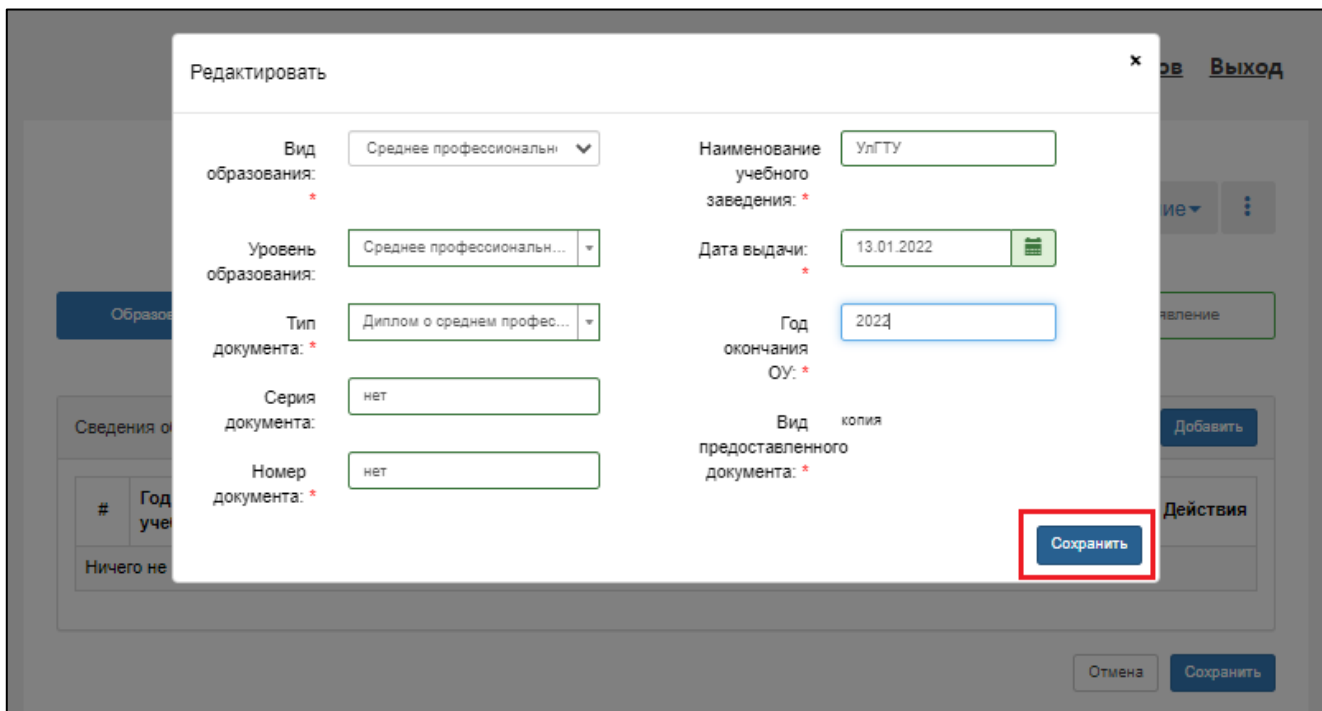 ов Выход
Редактировать
×
Вид
образования:
*
Среднее профессиональн
Уровень
образования:
Среднее профессиональн...
Тип
документа: *
Диплом о среднем профес...
Серия
документа:
нет
Номер
документа: *
нет
Наименование
учебного
заведения: *
УлГТУ
Дата выдачи:
*
13.01.2022
Год
окончания
ОУ: *
2022
Вид
предоставленного
документа: *
копия
Сохранить
ие
Образов
явление
Сведения о
Добавить
# Год
уче
Действия
Ничего не
Отмена Сохранить